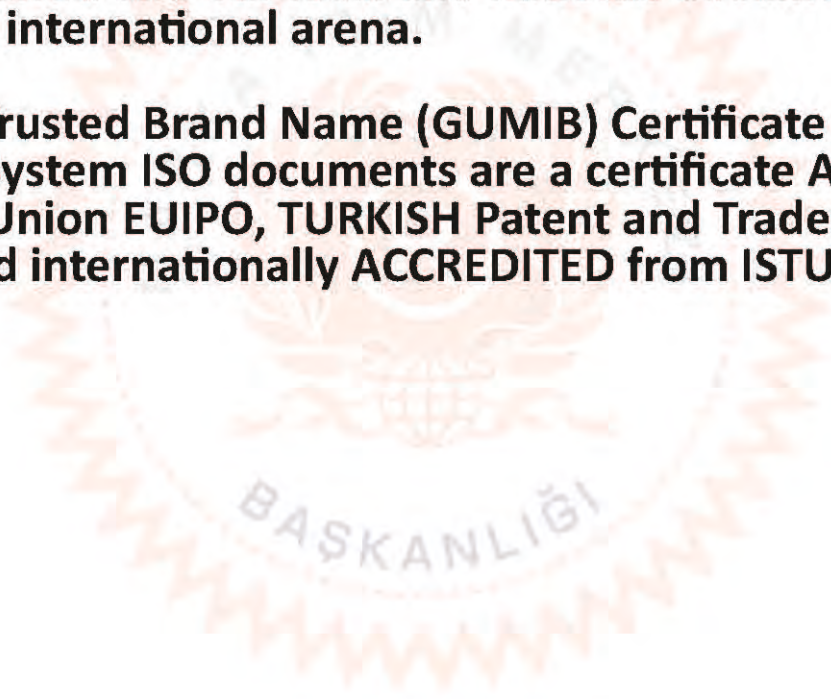 international arena.
rusted Brand Name (GUMIB) Certificate
ystem ISO documents are a certificate A
Union EUIPO, TURKISH Patent and Trade
d internationally ACCREDITED from ISTU
BAŞKANLIĞI